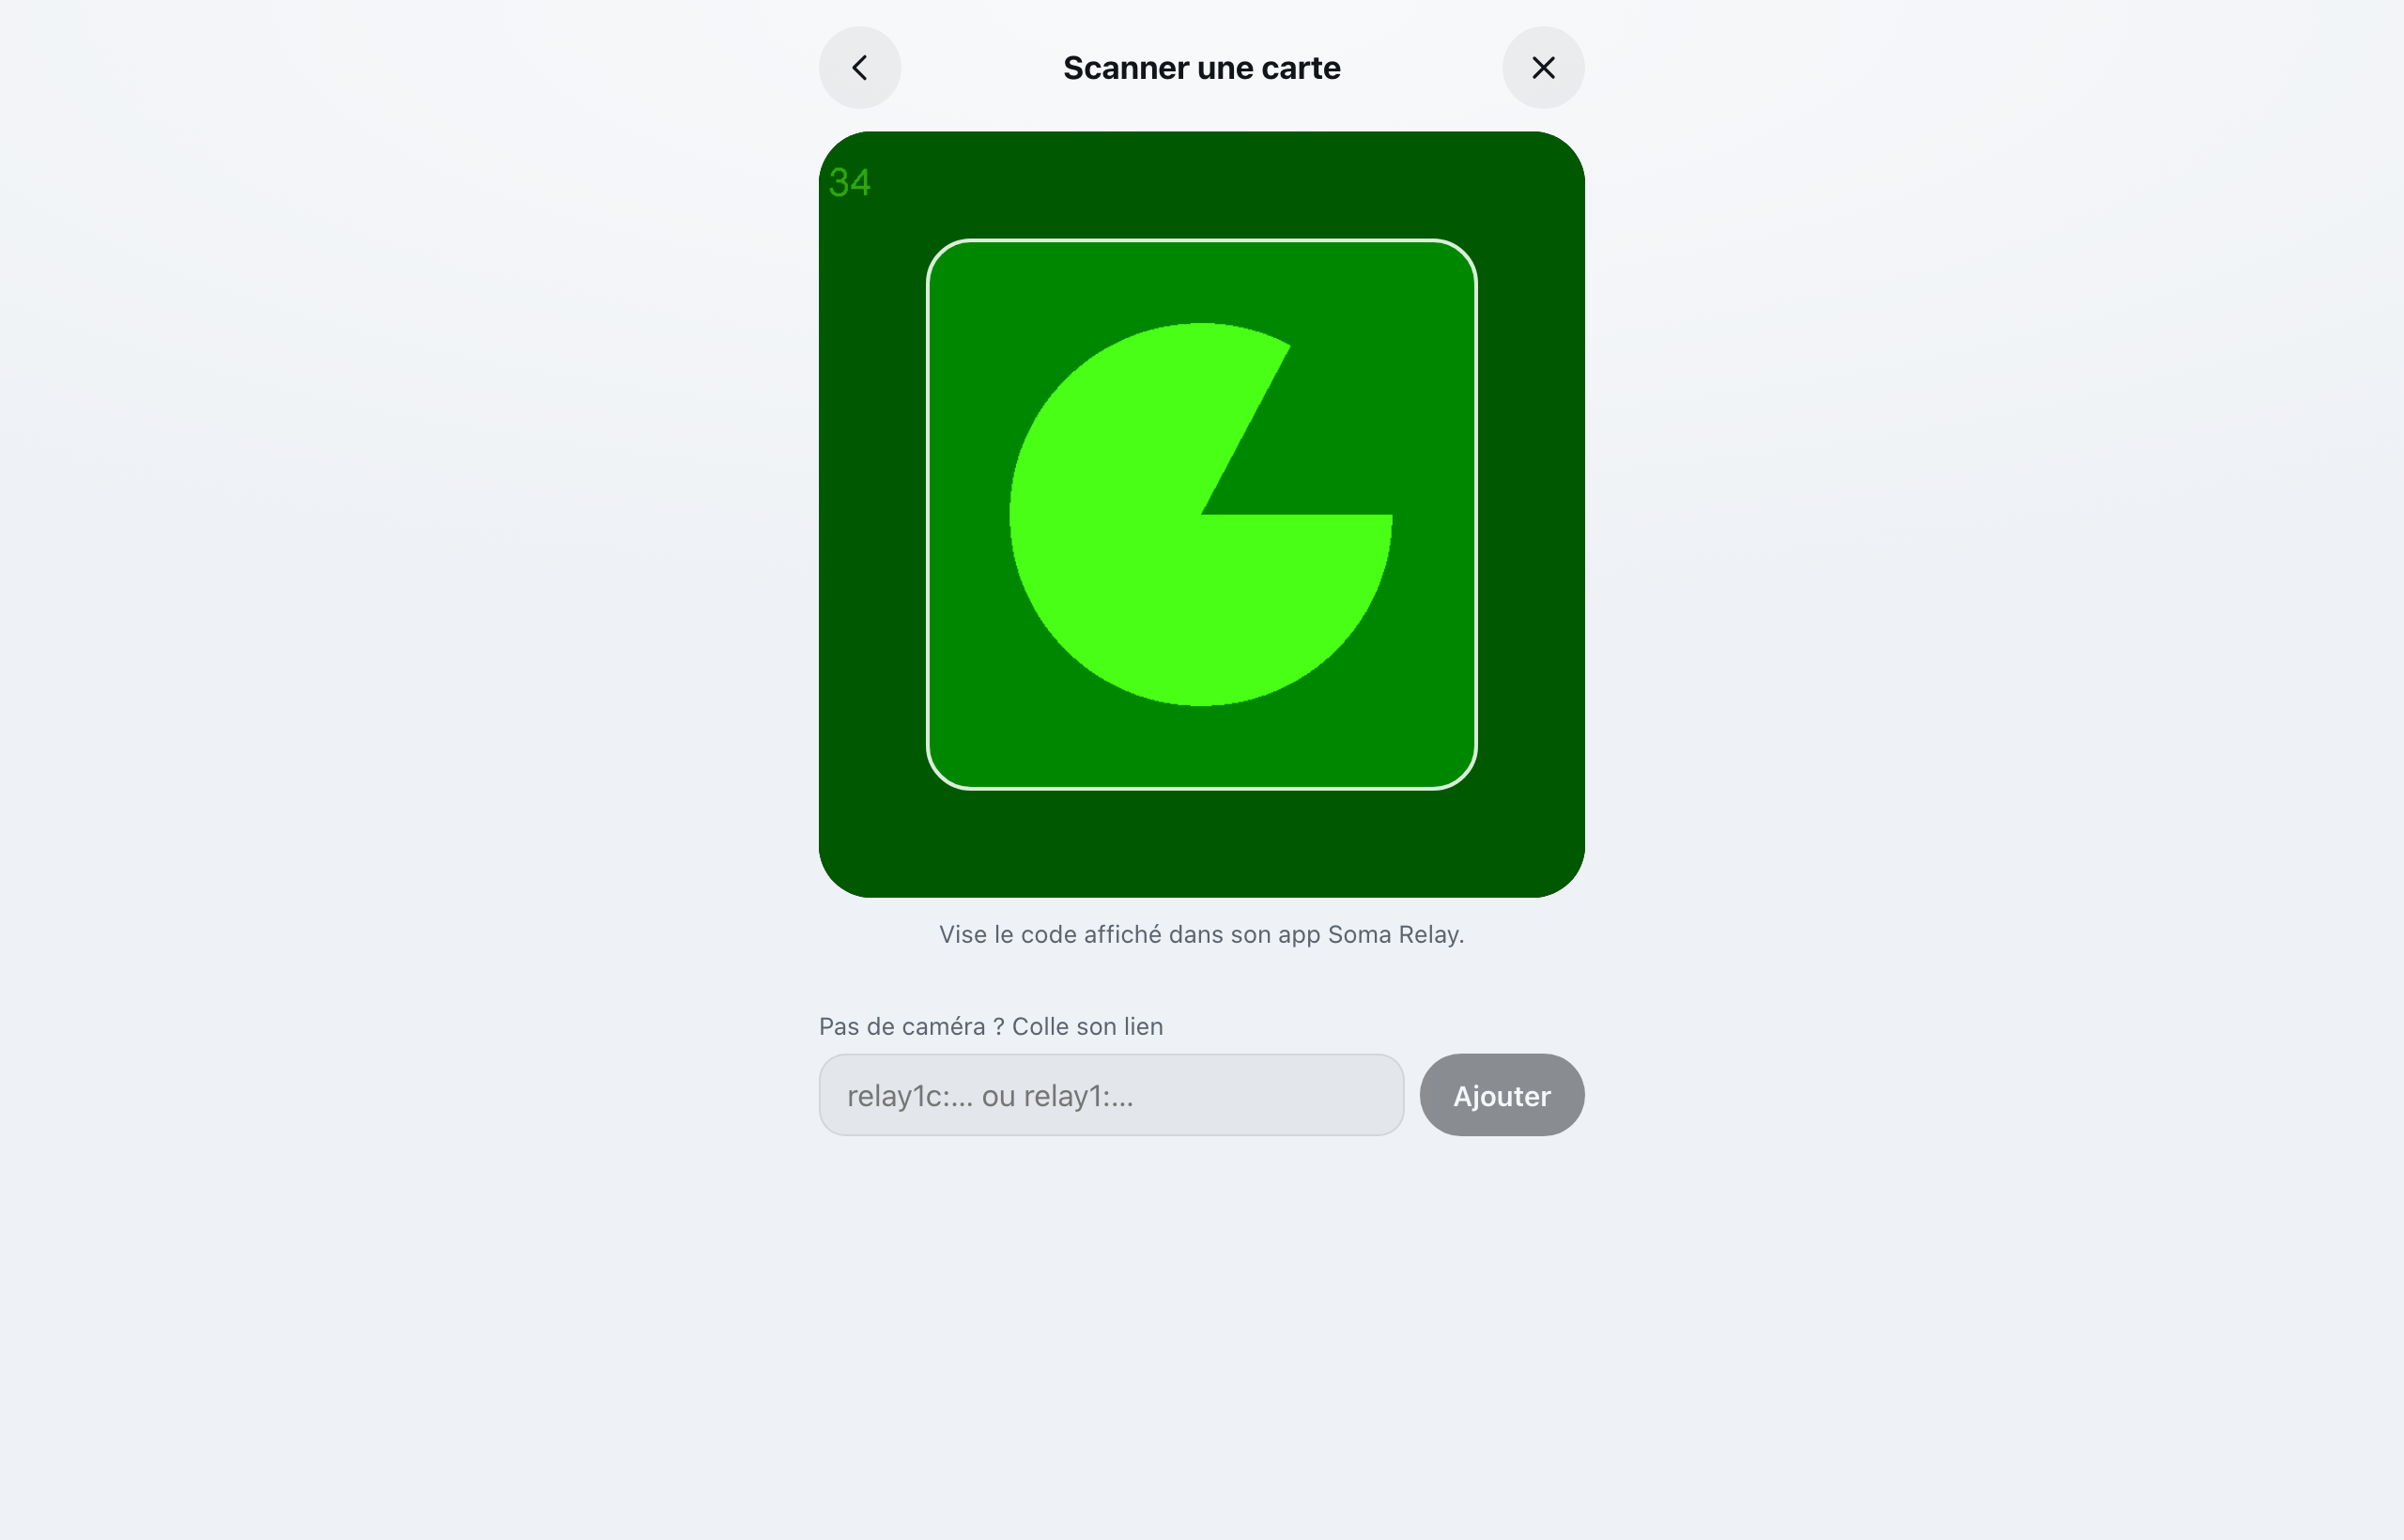 Scanner une carte
34
Vise le code affiché dans son app Soma Relay.
Pas de caméra ? Colle son lien
relay1c:... ou relay1:...
Ajouter